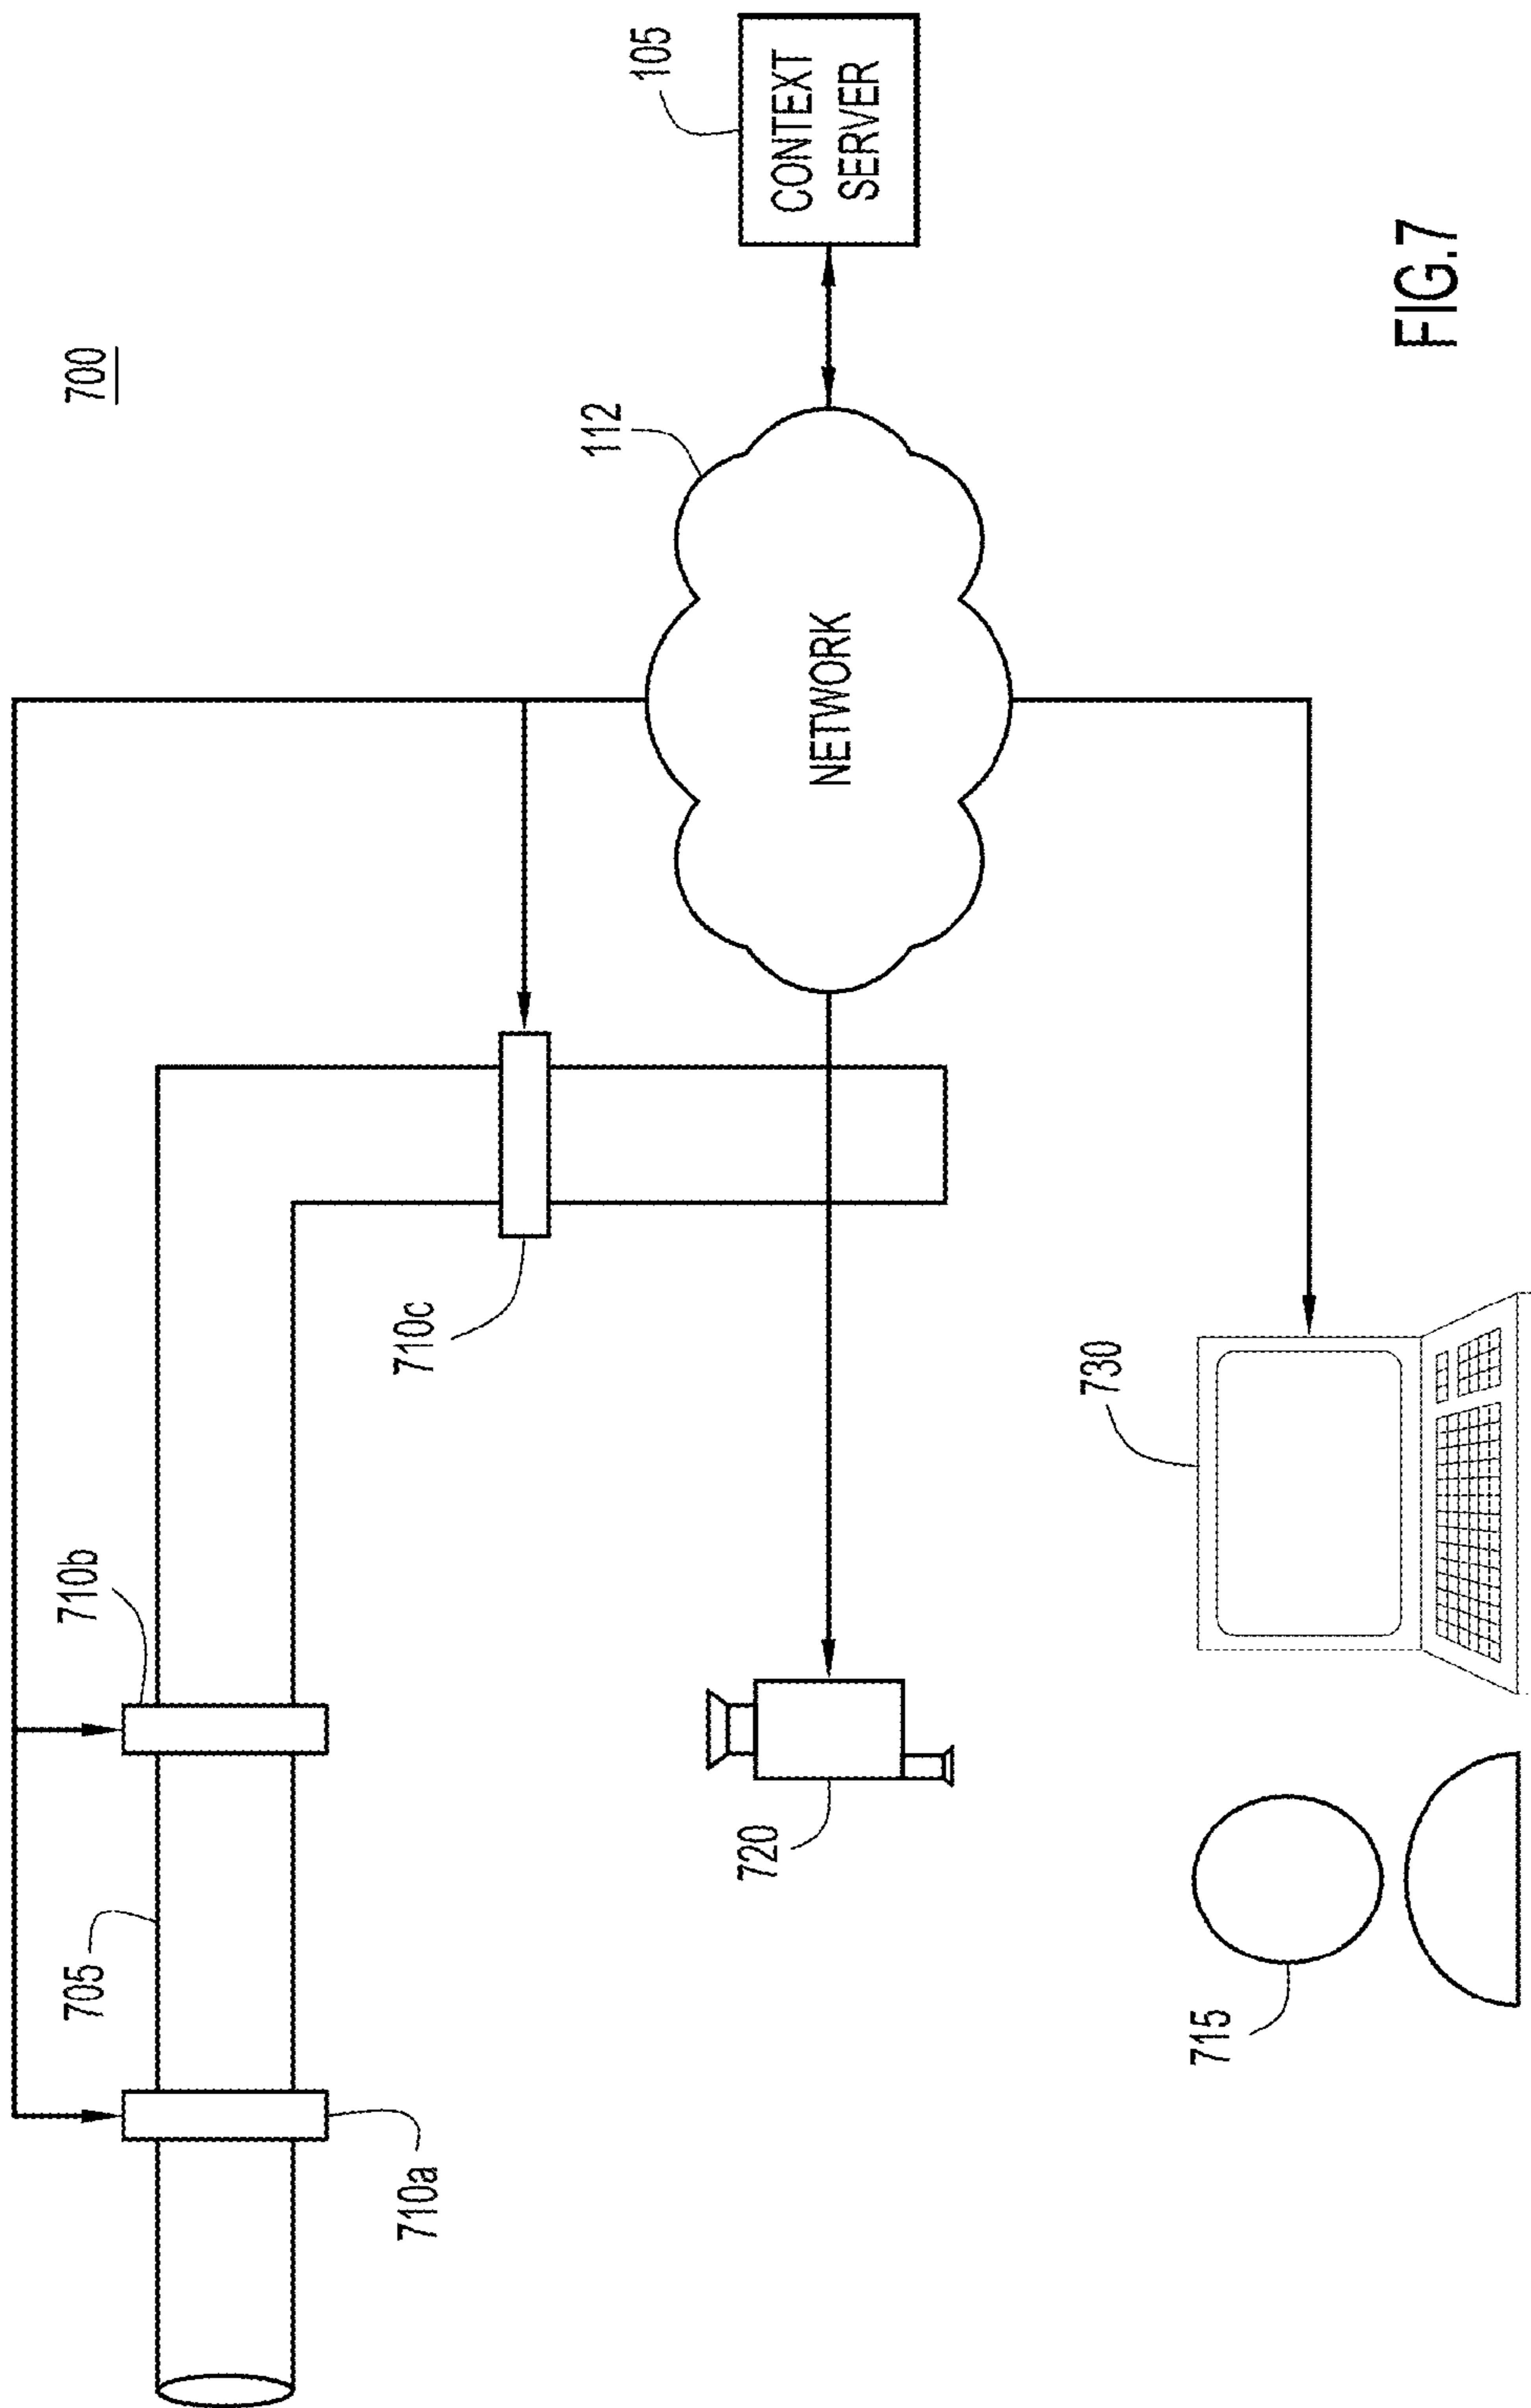 700
705
710a
710b
710c
112
NETWORK
105
CONTEXT
SERVER
720
730
715
FIG.7